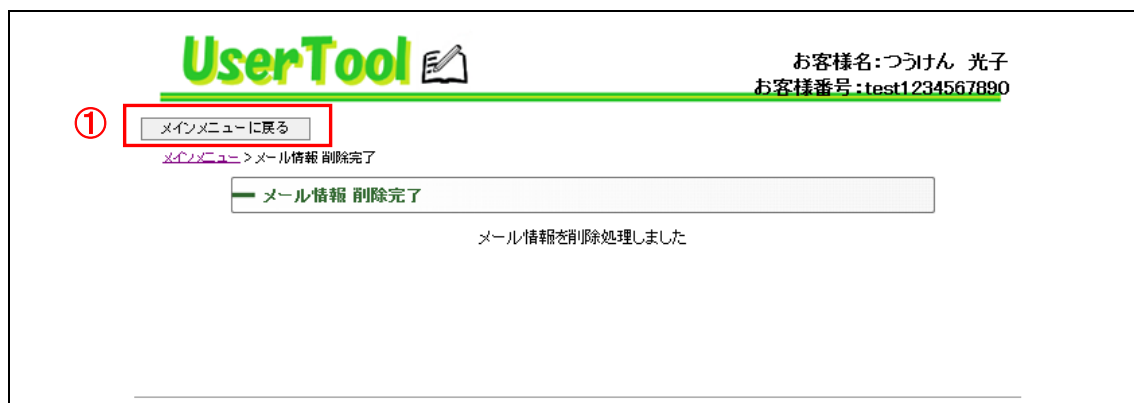 UserTool
お客様名:つうけん 光子
お客様番号:test1234567890
① メインメニューに戻る
メインメニュー > メール情報 削除完了
メール情報 削除完了
メール情報を削除処理しました